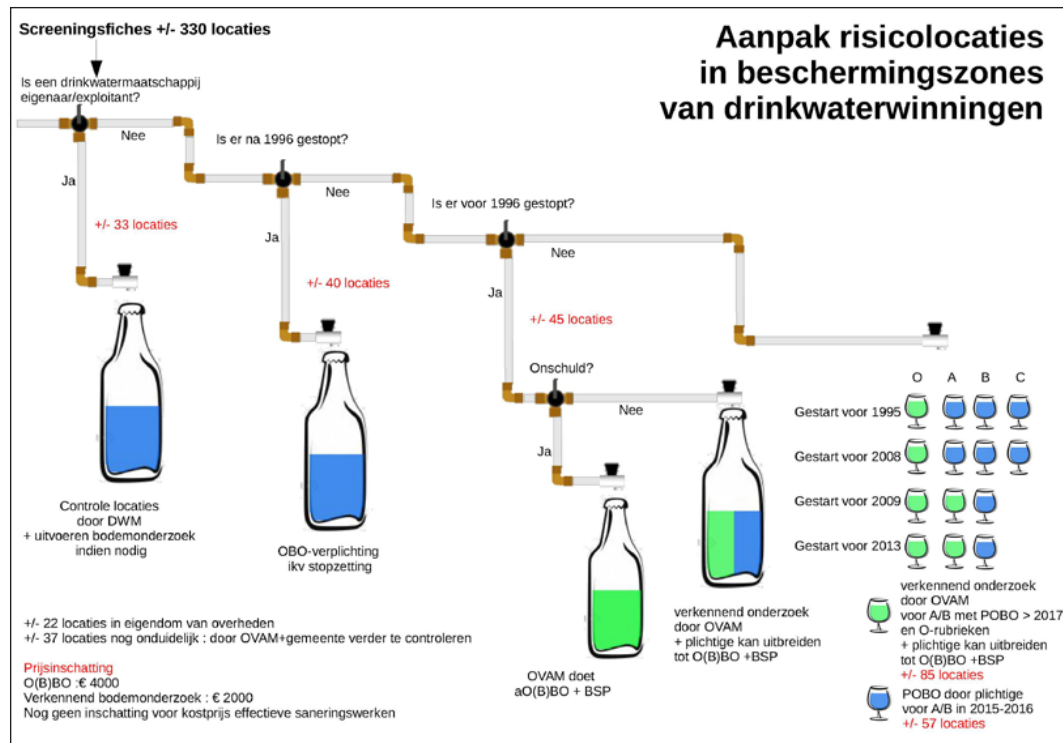 Screeningsfiches +/- 330 locaties
Aanpak risicolocaties
in beschermingszones
van drinkwaterwinningen
Is een drinkwatermaatschappij
eigenaar/exploitant?
Nee
Ja
+/- 33 locaties
Is er na 1996 gestopt?
Nee
Ja
+/- 40 locaties
Is er voor 1996 gestopt?
Nee
Ja
+/- 45 locaties
Onschuld?
Nee
Ja
O A B C
Gestart voor 1995
Gestart voor 2008
Gestart voor 2009
Gestart voor 2013
Controle locaties
door DWM
+ uitvoeren bodemonderzoek
indien nodig
OBO-verplichting
ikv stopzetting
OVAM doet
aO(B)BO + BSP
verkennend onderzoek
door OVAM
+ plichtige kan uitbreiden
tot O(B)BO +BSP
verkennend onderzoek
door OVAM
voor A/B met POBO > 2017
en O-rubrieken
+ plichtige kan uitbreiden
tot O(B)BO +BSP
+/- 85 locaties
POBO door plichtige
voor A/B in 2015-2016
+/- 57 locaties
+/- 22 locaties in eigendom van overheden
+/- 37 locaties nog onduidelijk : door OVAM+gemeente verder te controleren
Prijsinschatting
O(B)BO :€ 4000
Verkennend bodemonderzoek : € 2000
Nog geen inschatting voor kostprijs effectieve saneringswerken